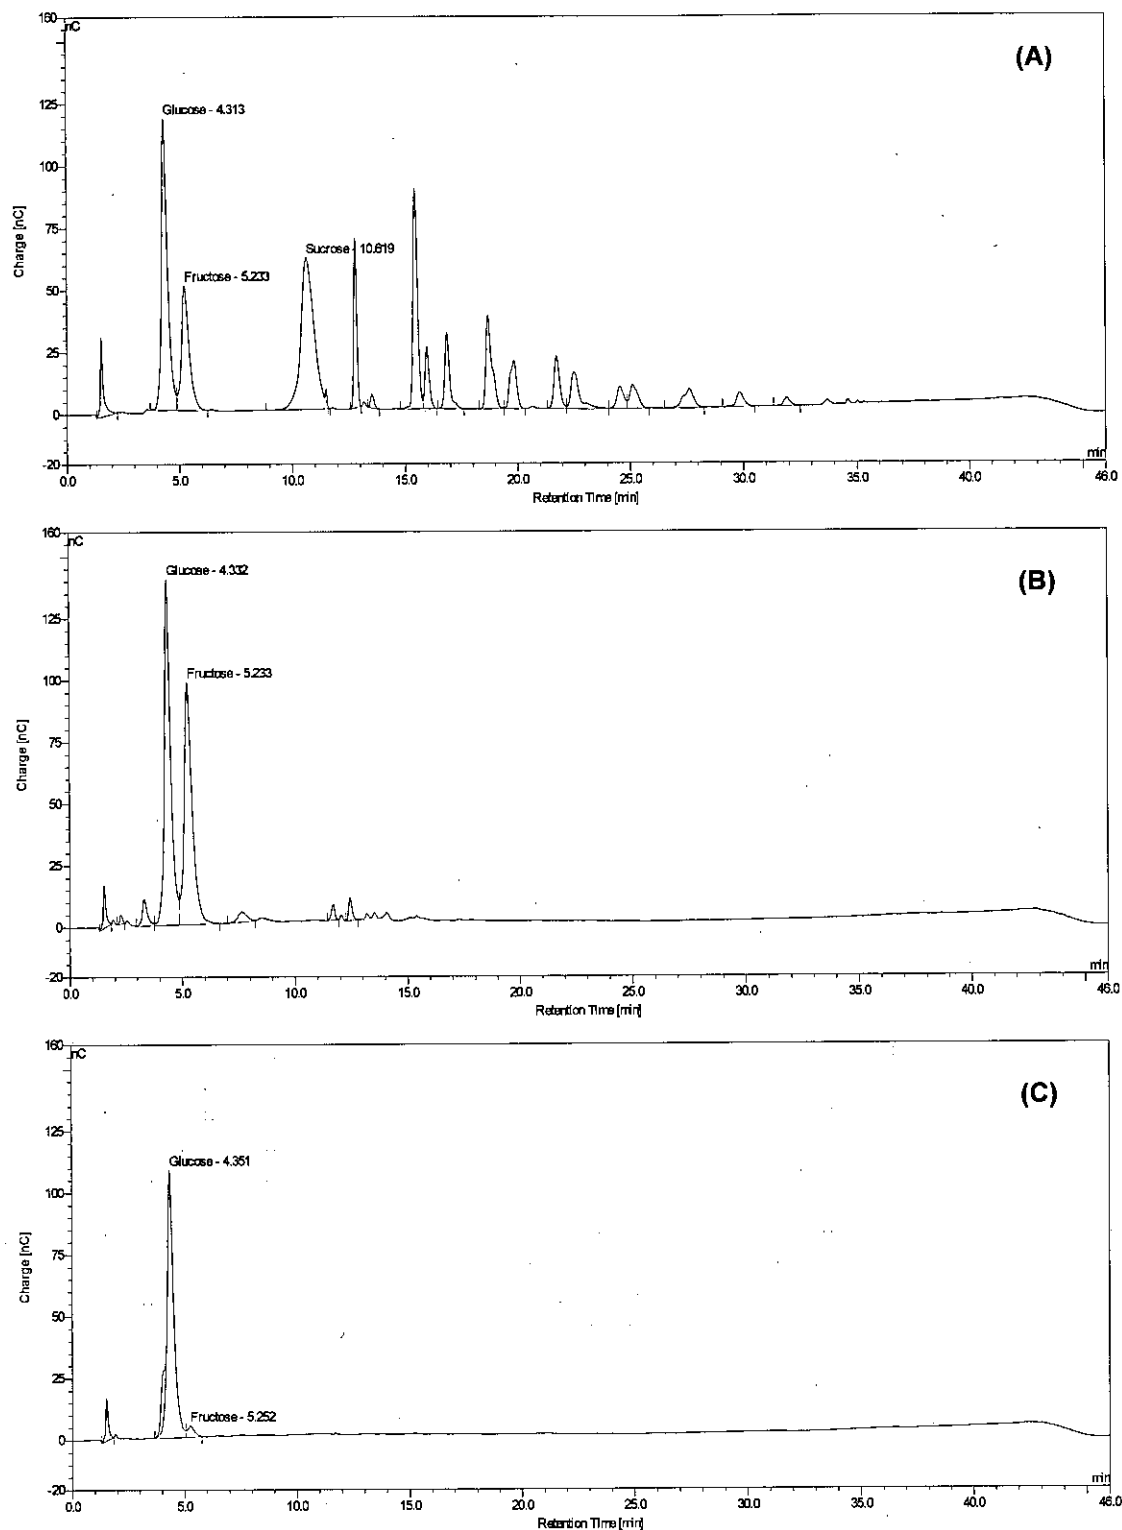 160
nC
(A)
125
Glucose - 4.313
100
75
Sucrose - 10.619
Charge [nC]
Fructose - 5.233
50
25
0
min
-20
0.0 5.0 10.0 15.0 20.0 25.0 30.0 35.0 40.0 46.0
Retention Time [min]
160
nC
Glucose - 4.332
(B)
125
Fructose - 5.233
100
75
Charge [nC]
50
25
0
min
-20
0.0 5.0 10.0 15.0 20.0 25.0 30.0 35.0 40.0 46.0
Retention Time [min]
160
nC
(C)
125
Glucose - 4.351
100
75
Charge [nC]
50
25
Fructose - 5.252
0
min
-20
0.0 5.0 10.0 15.0 20.0 25.0 30.0 35.0 40.0 46.0
Retention Time [min]